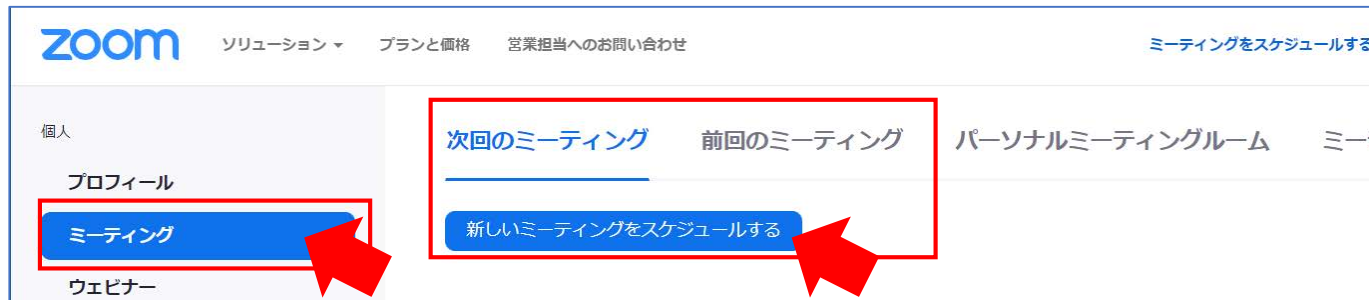 zoom ソリューション プランと価格 営業担当へのお問い合わせ ミーティングをスケジュールする
個人
プロフィール
ミーティング
ウェビナー
次回のミーティング 前回のミーティング パーソナルミーティングルーム ミー
新しいミーティングをスケジュールする